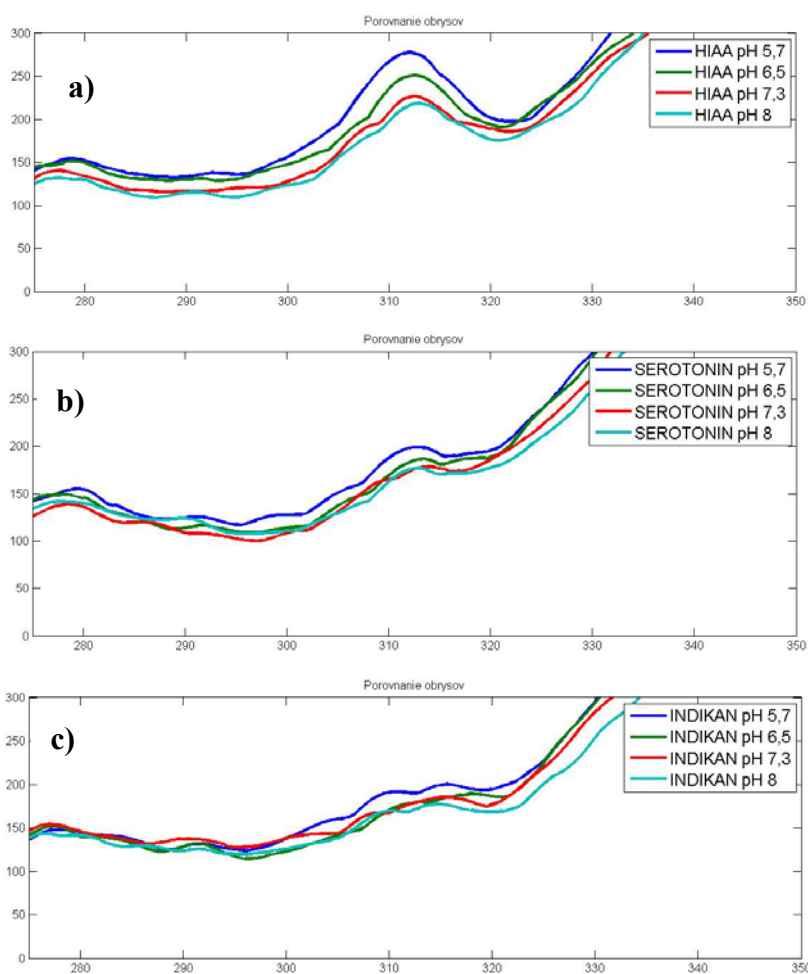 Porovnanie obrysov
a)
300
250
200
150
100
50
0
HIAA pH 5,7
HIAA pH 6,5
HIAA pH 7,3
HIAA pH 8
280 290 300 310 320 330 340 350
Porovnanie obrysov
b)
300
250
200
150
100
50
0
SEROTONIN pH 5,7
SEROTONIN pH 6,5
SEROTONIN pH 7,3
SEROTONIN pH 8
280 290 300 310 320 330 340 350
Porovnanie obrysov
c)
300
250
200
150
100
50
0
INDIKAN pH 5,7
INDIKAN pH 6,5
INDIKAN pH 7,3
INDIKAN pH 8
280 290 300 310 320 330 340 350